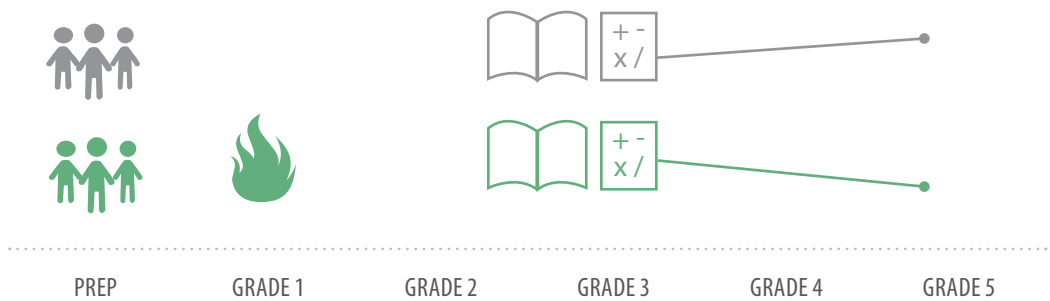 + -
x /
+ -
x /
PREP GRADE 1 GRADE 2 GRADE 3 GRADE 4 GRADE 5